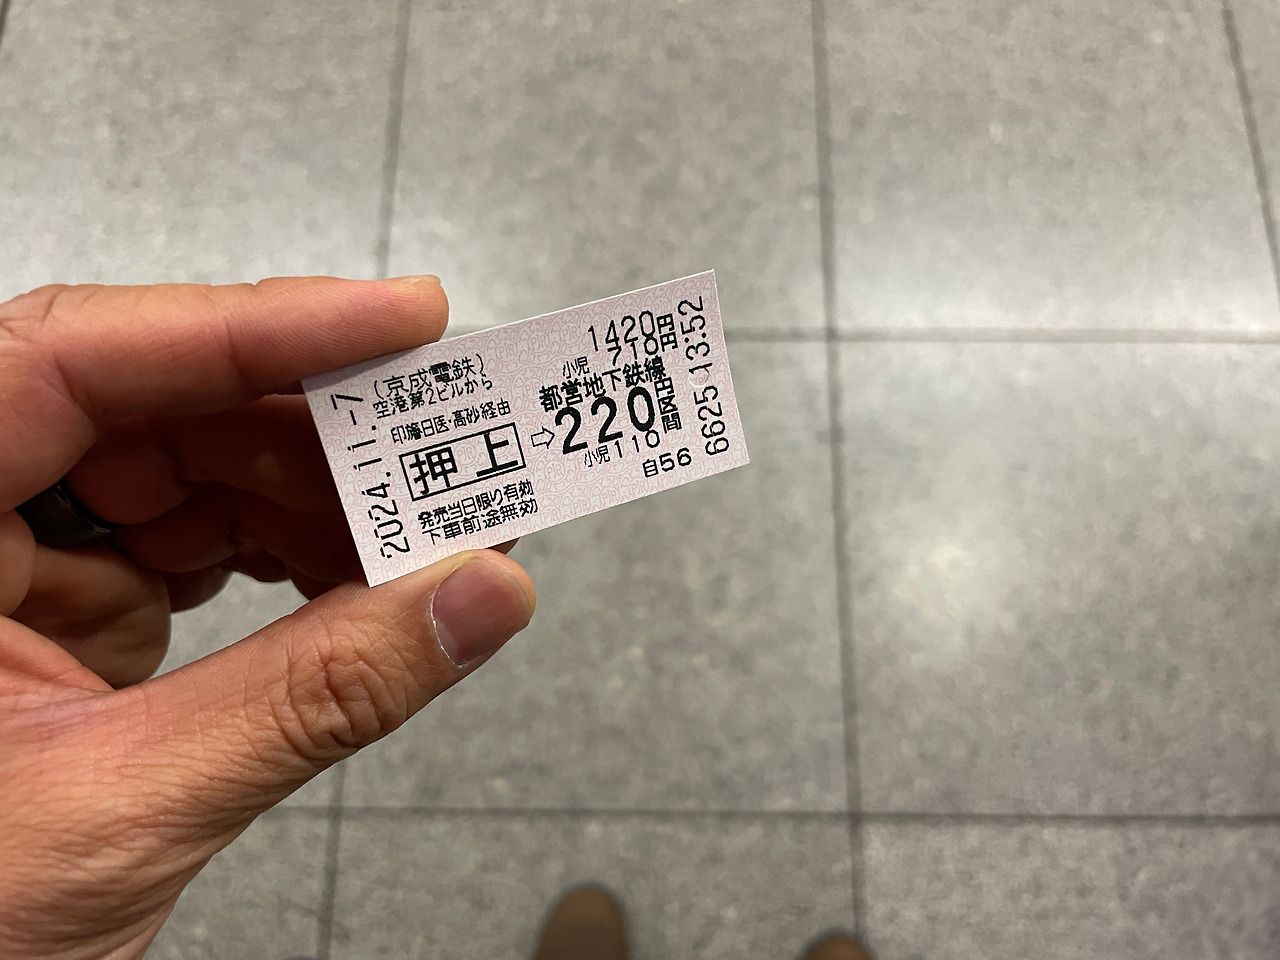 2024.11.-7
(京成電鉄)
空港第2ビルから
印旛日医・高砂経由
押上
発売当日限り有効
下車前途無効
1420円
小児 710円
都営地下鉄線
⇨220円区間
小児110
自56
6625 13:52